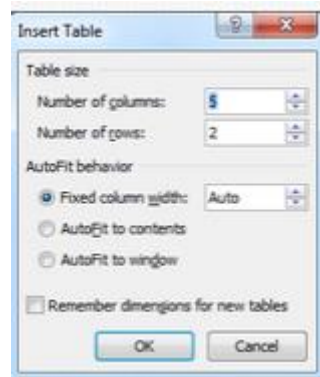 Insert Table
Table size
Number of columns: 5
Number of rows: 2
AutoFit behavior
Fixed column width: Auto
AutoFit to contents
AutoFit to window
Remember dimensions for new tables
OK Cancel